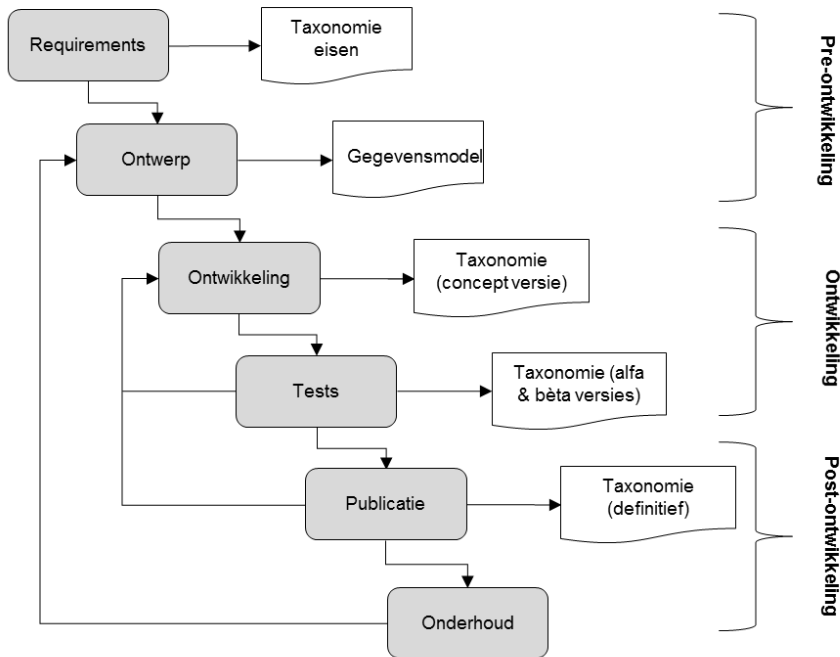 Requirements
Taxonomie
eisen
Ontwerp
Gegevensmodel
Ontwikkeling
Taxonomie
(concept versie)
Tests
Taxonomie (alfa
& bèta versies)
Publicatie
Taxonomie
(definitief)
Onderhoud
Pre-ontwikkeling
Ontwikkeling
Post-ontwikkeling